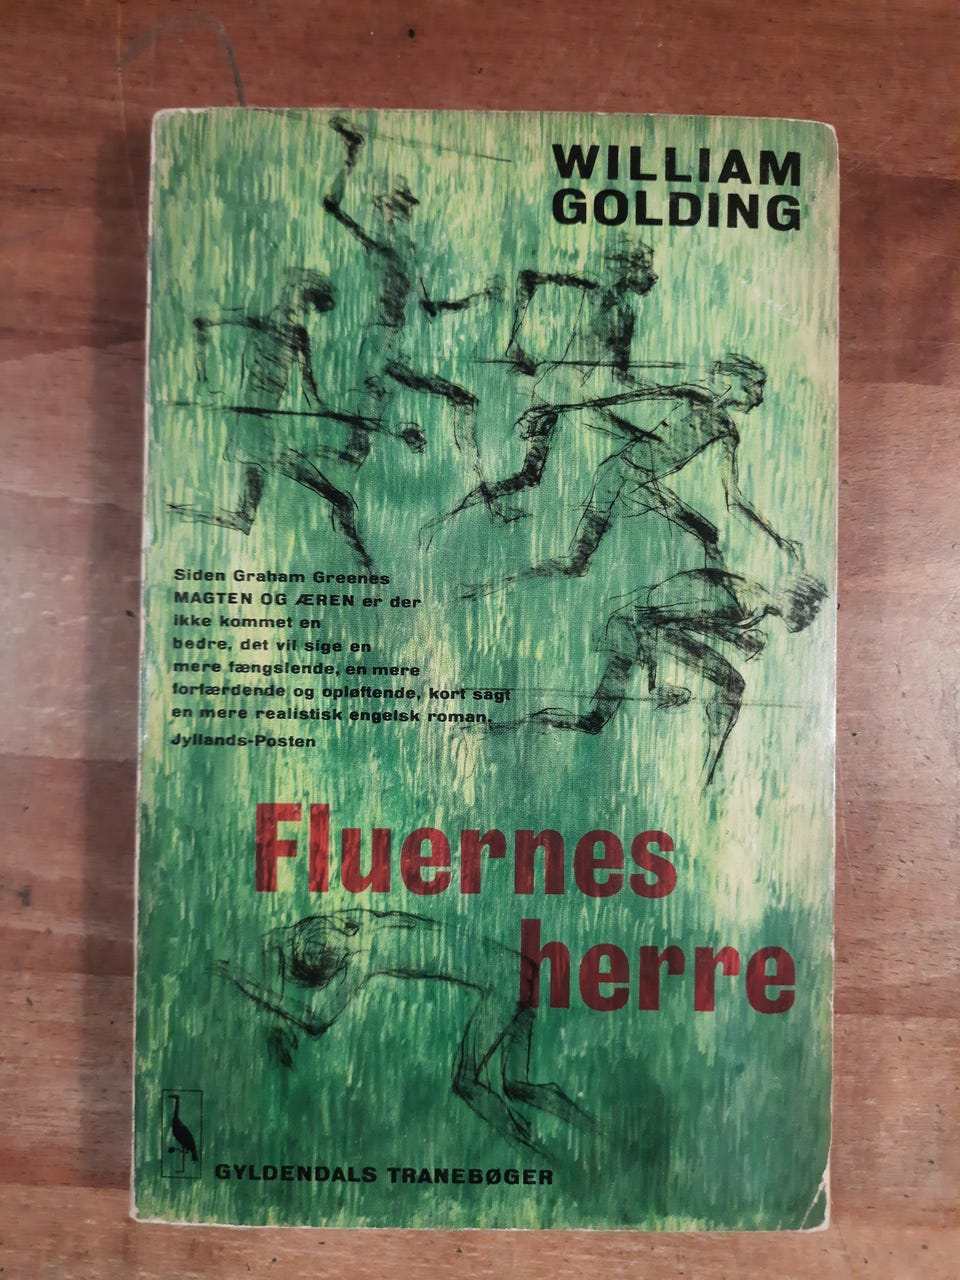 WILLIAM
GOLDING
Siden Graham Greenes
MAGTEN OG ÆREN er der
ikke kommet en
bedre, det vil sige en
mere fængslende, en mere
forfærdende og opløftende, kort sagt
en mere realistisk engelsk roman.
Jyllands-Posten
Fluernes
herre
GYLDENDALS TRANEBØGER